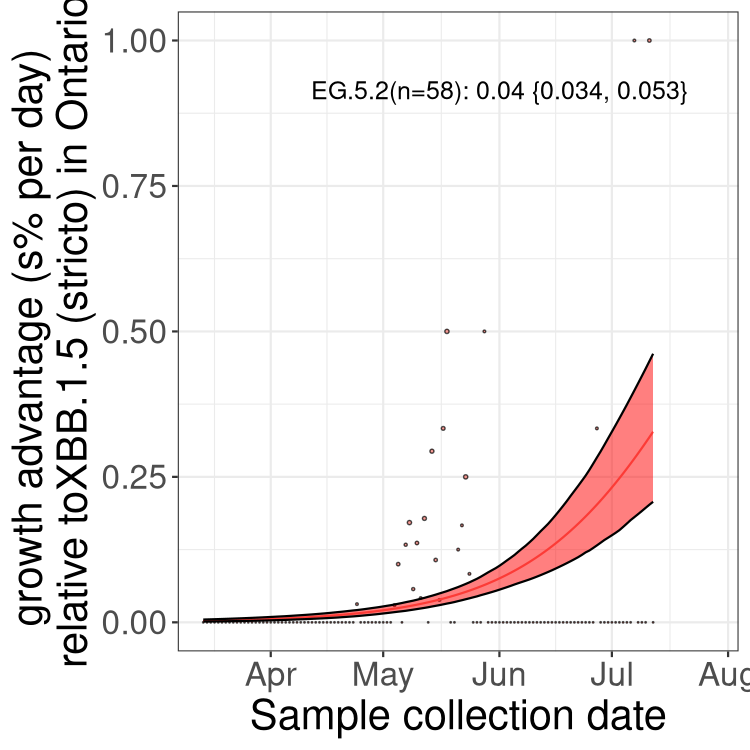 growth advantage (s% per day)
relative toXBB.1.5 (stricto) in Ontario
1.00
0.75
0.50
0.25
0.00
EG.5.2(n=58): 0.04 {0.034, 0.053}
Apr May Jun Jul Aug
Sample collection date